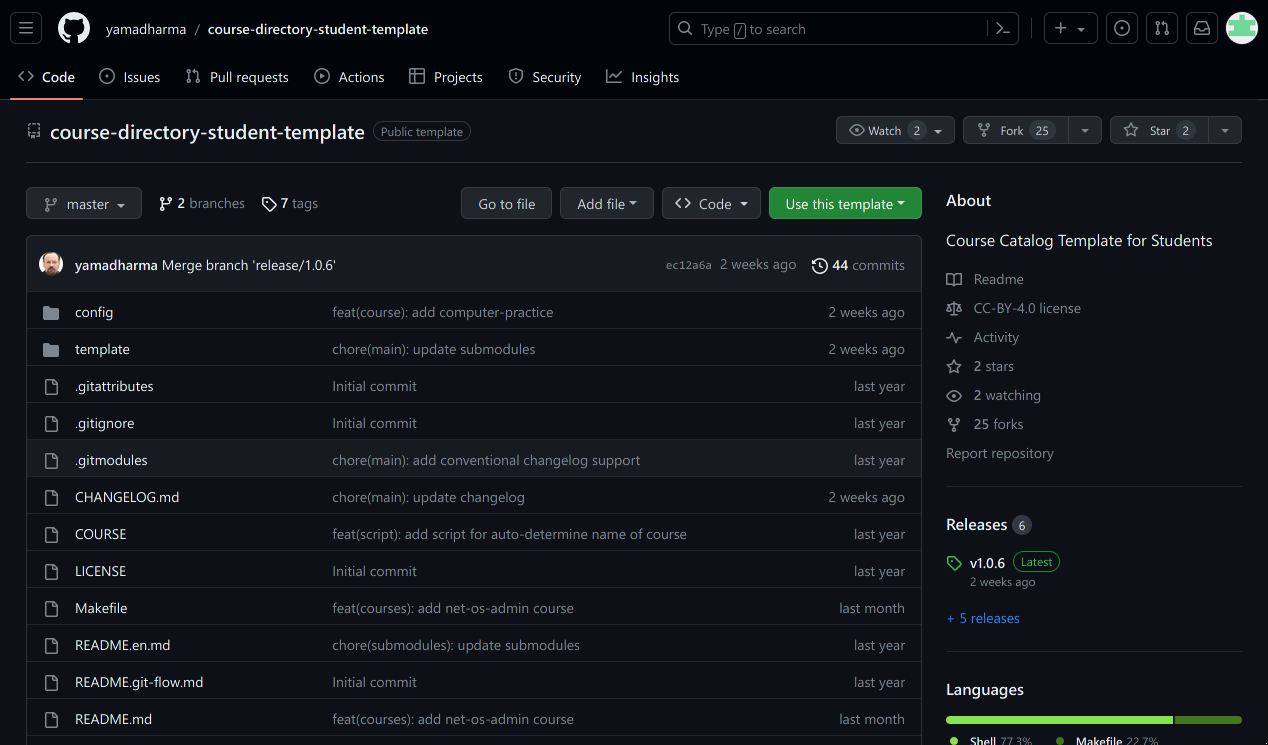 yamadharma / course-directory-student-template
Type / to search
Code Issues Pull requests Actions Projects Security Insights
course-directory-student-template Public template
Watch 2 Fork 25 Star 2
master 2 branches 7 tags Go to file Add file Code Use this template
yamadharma Merge branch 'release/1.0.6' ec12a6a 2 weeks ago 44 commits
config feat(course): add computer-practice 2 weeks ago
template chore(main): update submodules 2 weeks ago
.gitattributes Initial commit last year
.gitignore Initial commit last year
.gitmodules chore(main): add conventional changelog support last year
CHANGELOG.md chore(main): update changelog 2 weeks ago
COURSE feat(script): add script for auto-determine name of course last year
LICENSE Initial commit last year
Makefile feat(courses): add net-os-admin course last month
README.en.md chore(submodules): update submodules last year
README.git-flow.md Initial commit last year
README.md feat(courses): add net-os-admin course last month
About
Course Catalog Template for Students
Readme
CC-BY-4.0 license
Activity
2 stars
2 watching
25 forks
Report repository
Releases 6
v1.0.6 Latest
2 weeks ago
+ 5 releases
Languages
Shell 77.3% Makefile 22.7%